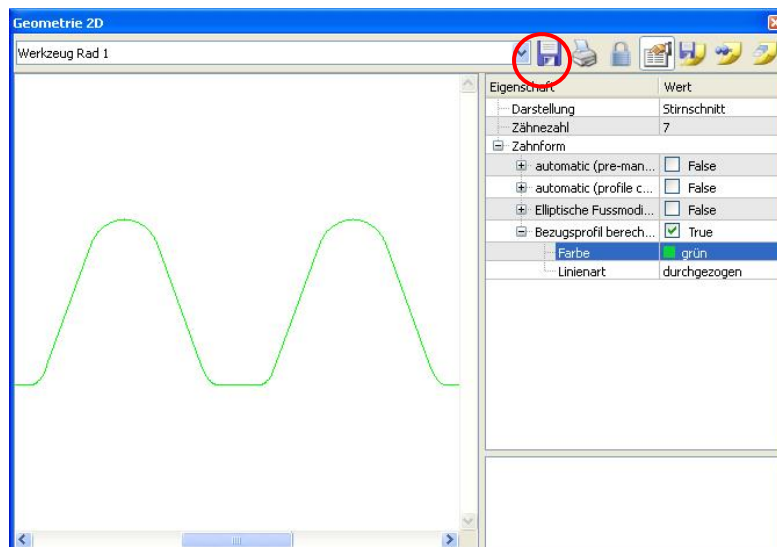 Geometrie 2D
Werkzeug Rad 1
Eigenschaft Wert
Darstellung Stirnschnitt
Zähnezahl 7
Zahnform
automatic (pre-man... False
automatic (profile c... False
Elliptische Fussmodi... False
Bezugsprofil berech... True
Farbe grün
Linienart durchgezogen